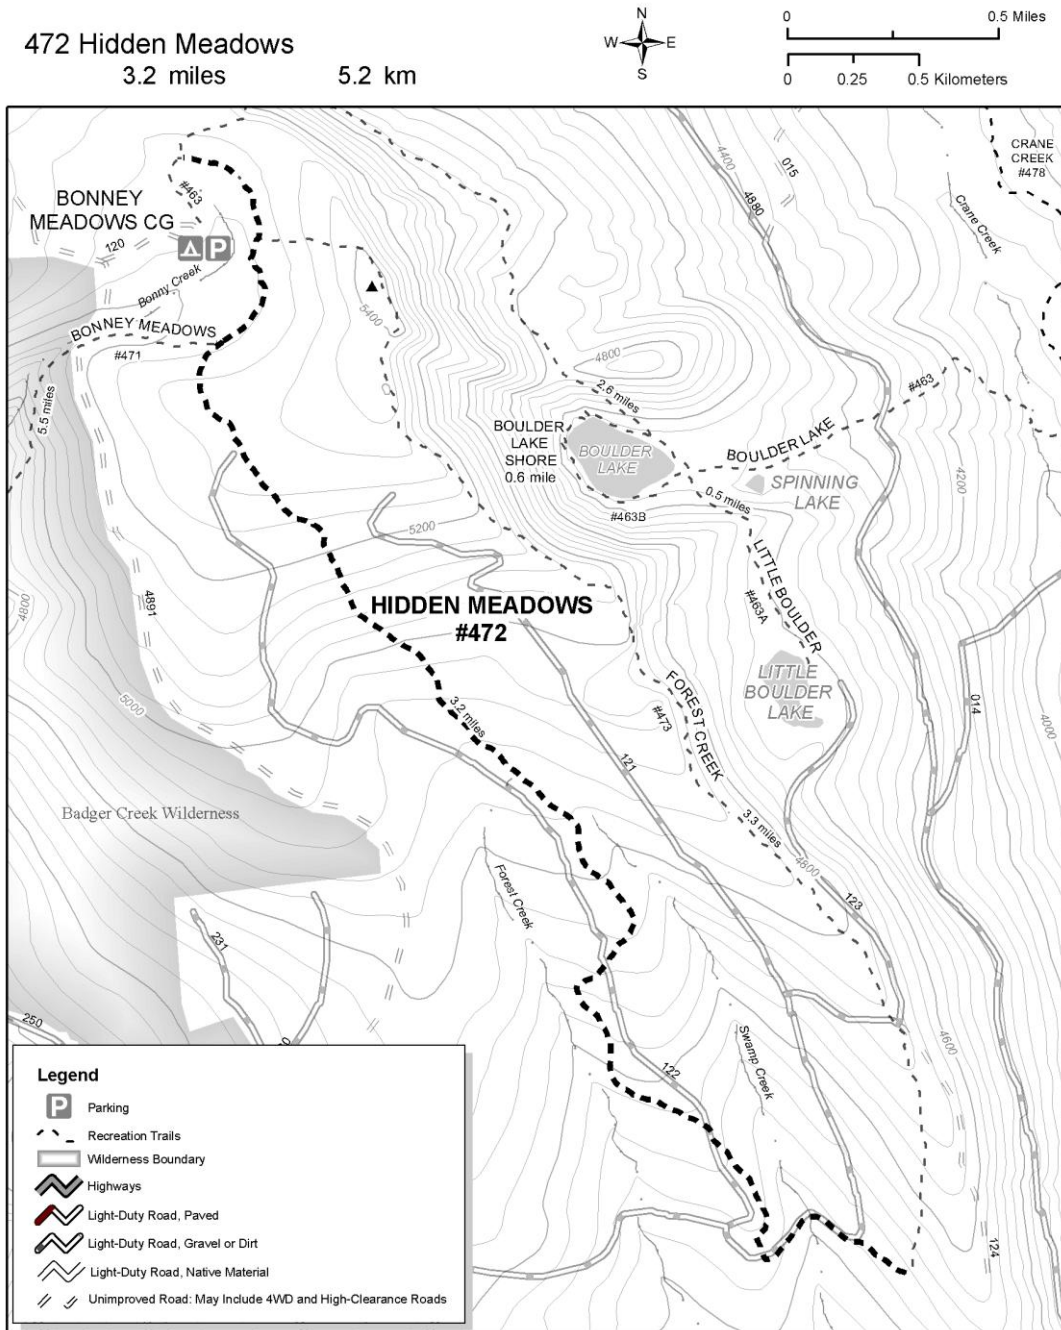 472 Hidden Meadows
3.2 miles 5.2 km
N
W E
S
0 0.5 Miles
0 0.25 0.5 Kilometers
CRANE
CREEK
#478
Crane Creek
015
4400
4880
BONNEY
MEADOWS CG
#463
120
P
Bonny Creek
BONNEY MEADOWS
#471
5.5 miles
5400
4800
2.6 miles
BOULDER
LAKE
SHORE
0.6 mile
BOULDER
LAKE
BOULDER LAKE
#463
SPINNING
LAKE
0.5 miles
#463B
4200
5200
LITTLE BOULDER
#463A
4800
4891
HIDDEN MEADOWS
#472
LITTLE
BOULDER
LAKE
FOREST CREEK
#473
5000
3.2 miles
014
4000
121
Badger Creek Wilderness
3.3 miles
4800
123
Forest Creek
231
250
4600
Swamp Creek
122
124
Legend
P Parking
Recreation Trails
Wilderness Boundary
Highways
Light-Duty Road, Paved
Light-Duty Road, Gravel or Dirt
Light-Duty Road, Native Material
Unimproved Road: May Include 4WD and High-Clearance Roads